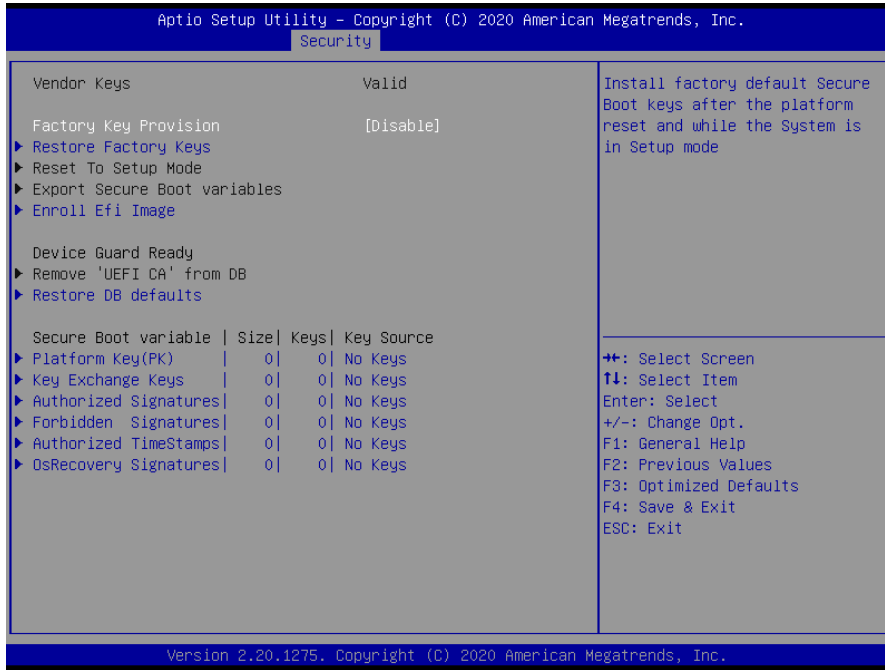 Aptio Setup Utility – Copyright (C) 2020 American Megatrends, Inc.
Security
Vendor Keys Valid
Factory Key Provision [Disable]
Restore Factory Keys
Reset To Setup Mode
Export Secure Boot variables
Enroll Efi Image
Device Guard Ready
Remove 'UEFI CA' from DB
Restore DB defaults
Secure Boot variable | Size| Keys| Key Source
Platform Key(PK) | 0| 0| No Keys
Key Exchange Keys | 0| 0| No Keys
Authorized Signatures| 0| 0| No Keys
Forbidden Signatures| 0| 0| No Keys
Authorized TimeStamps| 0| 0| No Keys
OsRecovery Signatures| 0| 0| No Keys
Install factory default Secure
Boot keys after the platform
reset and while the System is
in Setup mode
→←: Select Screen
↑↓: Select Item
Enter: Select
+/-: Change Opt.
F1: General Help
F2: Previous Values
F3: Optimized Defaults
F4: Save & Exit
ESC: Exit
Version 2.20.1275. Copyright (C) 2020 American Megatrends, Inc.